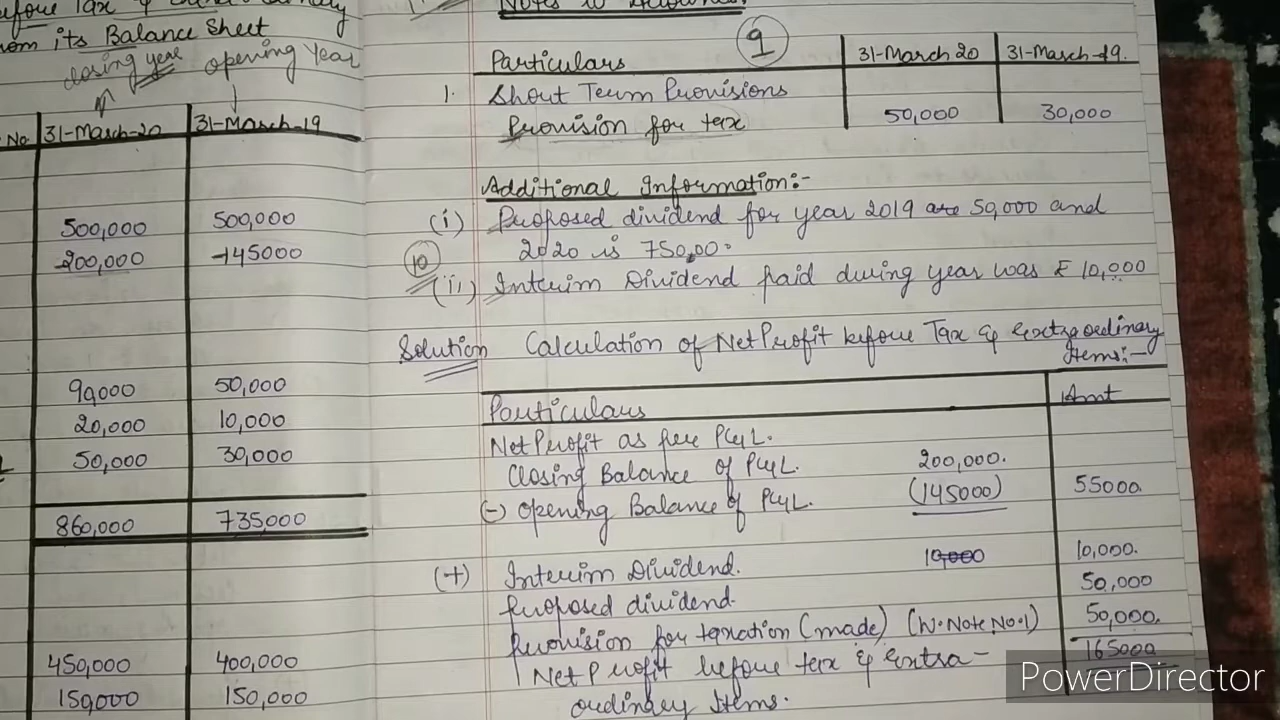 before Tax &
from its Balance Sheet
closing year opening Year
No 31-March-20 31-March-19
500,000 500,000
200,000 145000
90,000 50,000
20,000 10,000
50,000 30,000
860,000 735,000
450,000 400,000
150,000 150,000
Notes to
9
Particulars 31-March 20 31-March-19.
1. Short Term Provisions
Provision for tax 50,000 30,000
Additional Information:-
(i) Proposed dividend for year 2019 are 50,000 and
2020 is 750,00.
10
(ii) Interim Dividend paid during year was ₹ 10,000
Solution Calculation of Net Profit before Tax & Extraordinary
Items:-
Particulars Amt
Net Profit as per P&L.
Closing Balance of P&L. 200,000.
(-) Opening Balance of P&L. (145000) 55000.
(+) Interim Dividend. 10,000 10,000.
Proposed dividend. 50,000
Provision for taxation (made) (W. Note No.1) 50,000.
Net Profit before tax & extra- 165000
ordinary Items.
PowerDirector